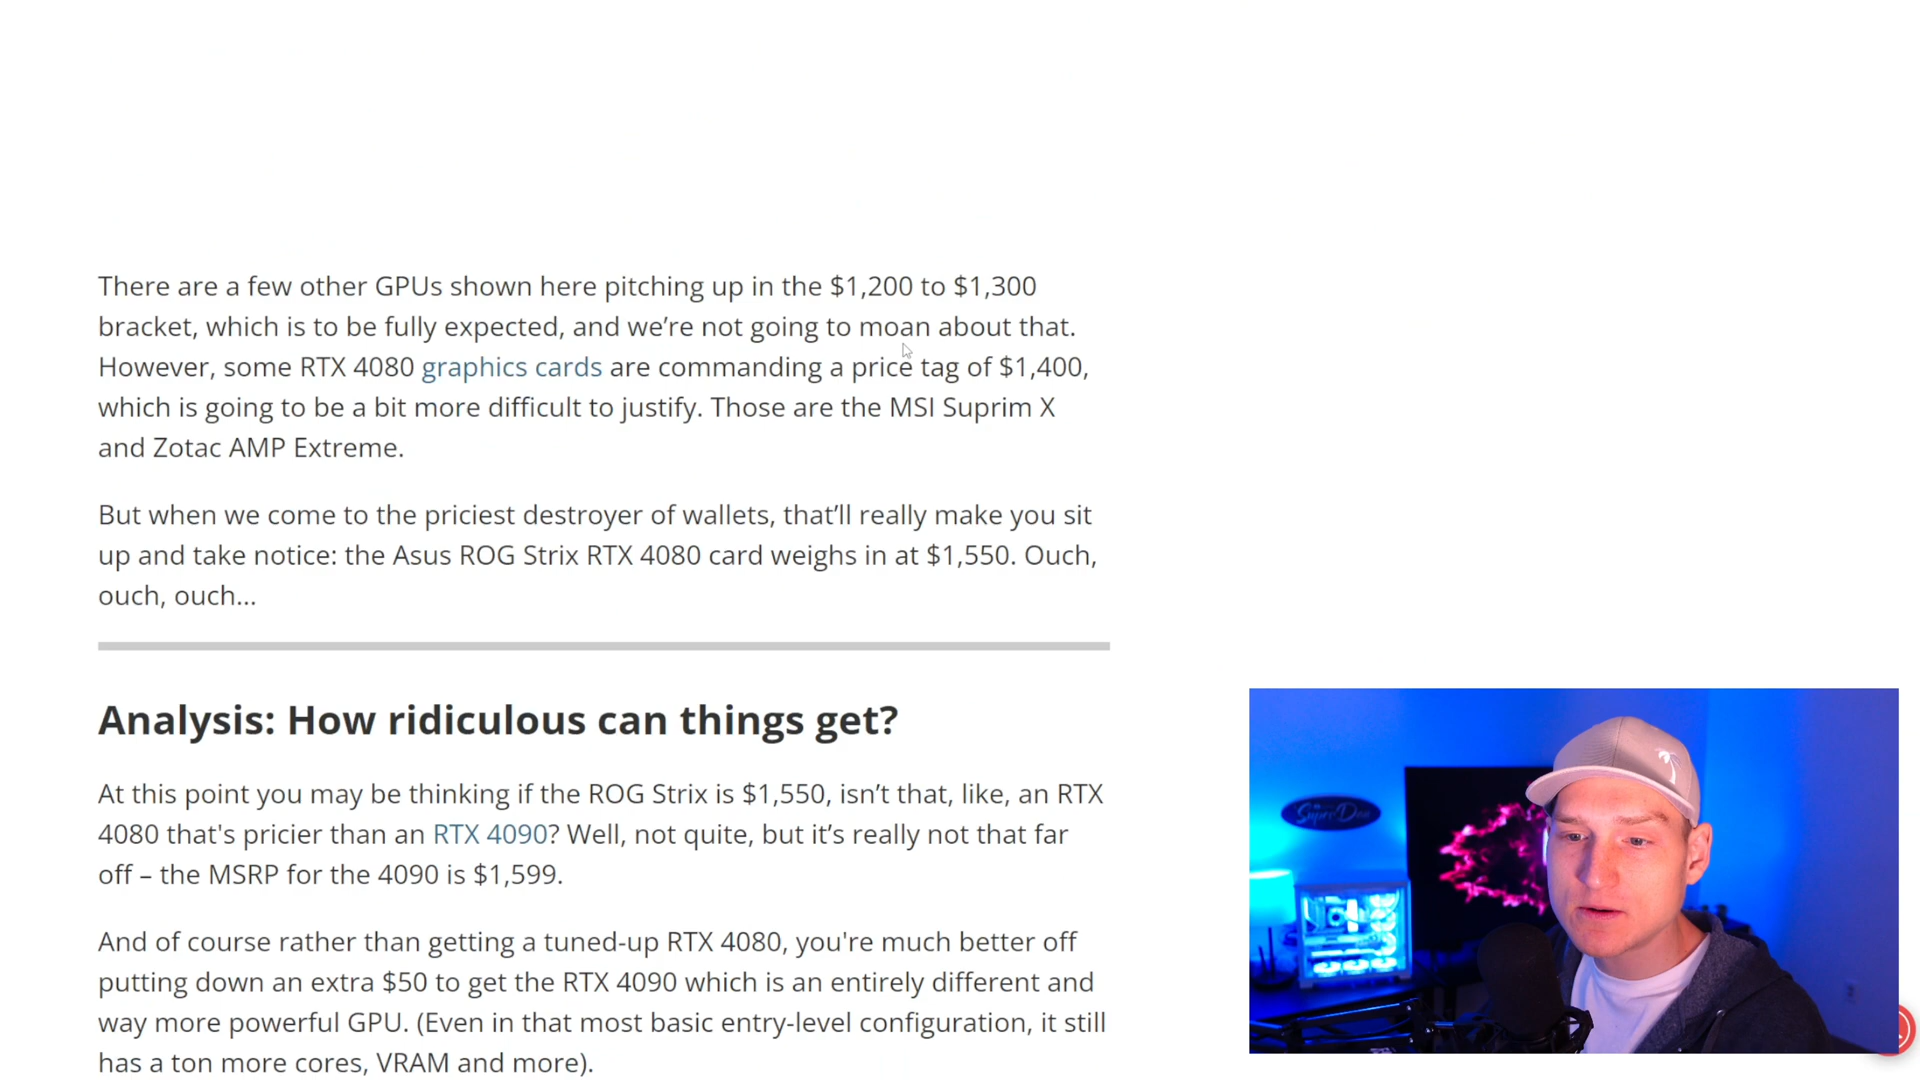 There are a few other GPUs shown here pitching up in the $1,200 to $1,300
bracket, which is to be fully expected, and we’re not going to moan about that.
However, some RTX 4080 graphics cards are commanding a price tag of $1,400,
which is going to be a bit more difficult to justify. Those are the MSI Suprim X
and Zotac AMP Extreme.
But when we come to the priciest destroyer of wallets, that’ll really make you sit
up and take notice: the Asus ROG Strix RTX 4080 card weighs in at $1,550. Ouch,
ouch, ouch…
Analysis: How ridiculous can things get?
At this point you may be thinking if the ROG Strix is $1,550, isn’t that, like, an RTX
4080 that's pricier than an RTX 4090? Well, not quite, but it’s really not that far
off – the MSRP for the 4090 is $1,599.
And of course rather than getting a tuned-up RTX 4080, you're much better off
putting down an extra $50 to get the RTX 4090 which is an entirely different and
way more powerful GPU. (Even in that most basic entry-level configuration, it still
has a ton more cores, VRAM and more).
SuperDan